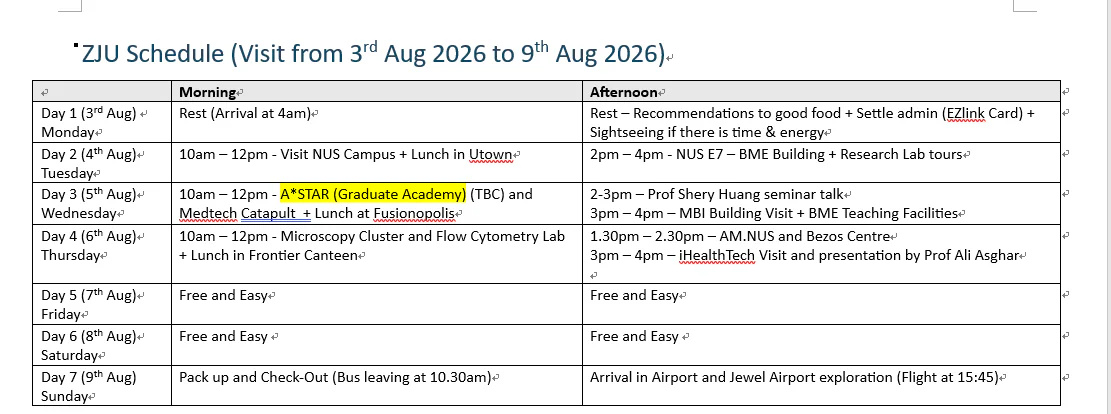 ZJU Schedule (Visit from 3rd Aug 2026 to 9th Aug 2026)
Morning
Afternoon
Day 1 (3rd Aug)
Monday
Rest (Arrival at 4am)
Rest – Recommendations to good food + Settle admin (EZlink Card) +
Sightseeing if there is time & energy
Day 2 (4th Aug)
Tuesday
10am – 12pm - Visit NUS Campus + Lunch in Utown
2pm – 4pm - NUS E7 – BME Building + Research Lab tours
Day 3 (5th Aug)
Wednesday
10am – 12pm - A*STAR (Graduate Academy) (TBC) and
Medtech Catapult + Lunch at Fusionopolis
2-3pm – Prof Shery Huang seminar talk
3pm – 4pm – MBI Building Visit + BME Teaching Facilities
Day 4 (6th Aug)
Thursday
10am – 12pm - Microscopy Cluster and Flow Cytometry Lab
+ Lunch in Frontier Canteen
1.30pm – 2.30pm – AM.NUS and Bezos Centre
3pm – 4pm – iHealthTech Visit and presentation by Prof Ali Asghar
Day 5 (7th Aug)
Friday
Free and Easy
Free and Easy
Day 6 (8th Aug)
Saturday
Free and Easy
Free and Easy
Day 7 (9th Aug)
Sunday
Pack up and Check-Out (Bus leaving at 10.30am)
Arrival in Airport and Jewel Airport exploration (Flight at 15:45)